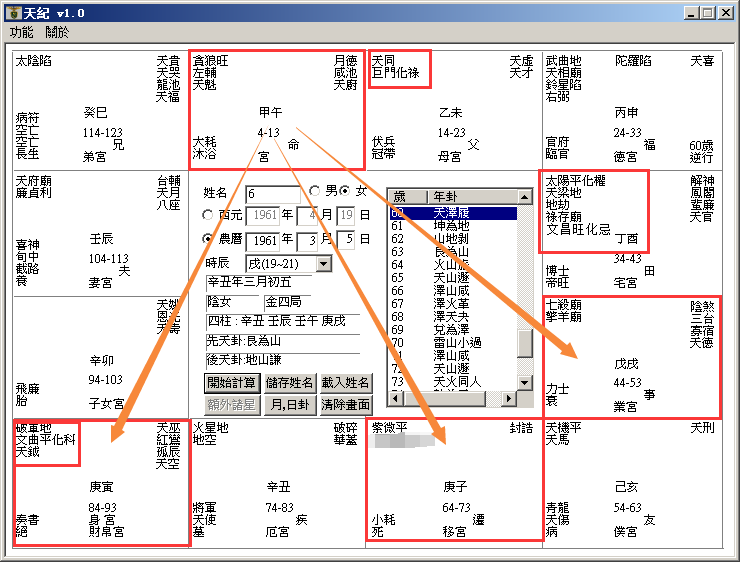 天紀 v1.0
功能 關於
太陰陷
天貴
天哭
龍池
天福
癸巳
114-123
病符
空亡
空亡
長生
兄
弟宮
貪狼旺
左輔
天魁
月德
咸池
天廚
甲午
4-13
大耗
沐浴
命
宮
天同
巨門化祿
天虛
天才
乙未
14-23
伏兵
冠帶
父
母宮
武曲地
天相廟
鈴星陷
右弼
陀羅陷
天喜
丙申
24-33
官府
臨官
福
德宮
60歲
逆行
天府廟
廉貞利
台輔
天月
八座
壬辰
104-113
喜神
旬中
截路
養
夫
妻宮
姓名 6 男 女
西元 1961 年 4 月 19 日
農曆 1961 年 3 月 5 日
時辰 戌(19~21)
辛丑年三月初五
陰女 金四局
四柱 : 辛丑 壬辰 壬午 庚戌
先天卦:艮為山
後天卦:地山謙
開始計算 儲存姓名 載入姓名
額外諸星 月,日卦 清除畫面
歲 年卦
60 天澤履
61 坤為地
62 山地剝
63 艮為山
64 火山旅
65 天山遯
66 澤山咸
67 澤火革
68 澤天夬
69 兌為澤
70 雷山小過
71 澤山咸
72 天山遯
73 天火同人
太陽平化權
天梁地
地劫
祿存廟
文昌旺化忌
解神
鳳閣
蜚廉
天官
丁酉
34-43
博士
帝旺
田
宅宮
天姚
恩光
天壽
辛卯
94-103
飛廉
胎
子女宮
七殺廟
擎羊廟
陰煞
三台
寡宿
天德
戊戌
44-53
力士
衰
事
業宮
破軍地
文曲平化科
天鉞
天巫
紅鸞
孤辰
天空
庚寅
84-93
奏書
絕
身宮
財帛宮
火星地
地空
破碎
華蓋
辛丑
74-83
將軍
天使
墓
疾
厄宮
紫微平
封誥
庚子
64-73
小耗
死
遷
移宮
天機平
天馬
天刑
己亥
54-63
青龍
天傷
病
友
僕宮